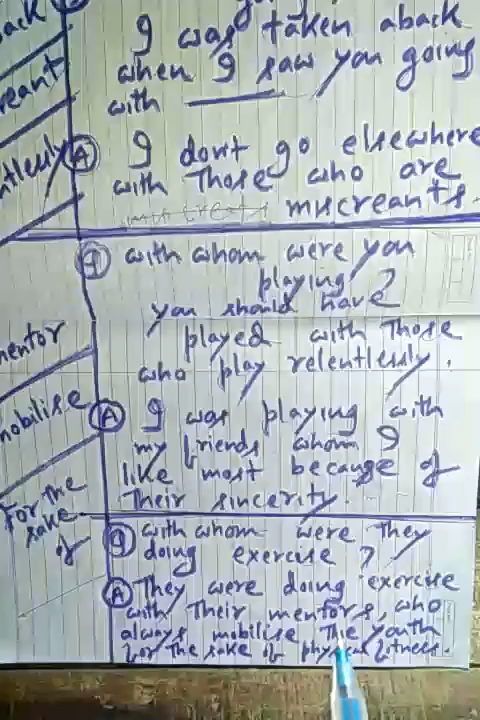 back
I was taken aback
when I saw you going
with
reant
A I don't go elsewhere
ntlessly
with those who are
miscreants.
Q with whom were you
playing?
you should have
played with those
who play relentlessly.
mentor
mobilise
A I was playing with
my friends whom I
like most because of
their sincerity.
For the
sake
of
Q with whom were they
doing exercise?
A They were doing exercise
with their mentors, who
always mobilise the youth
for the sake of physical fitness.